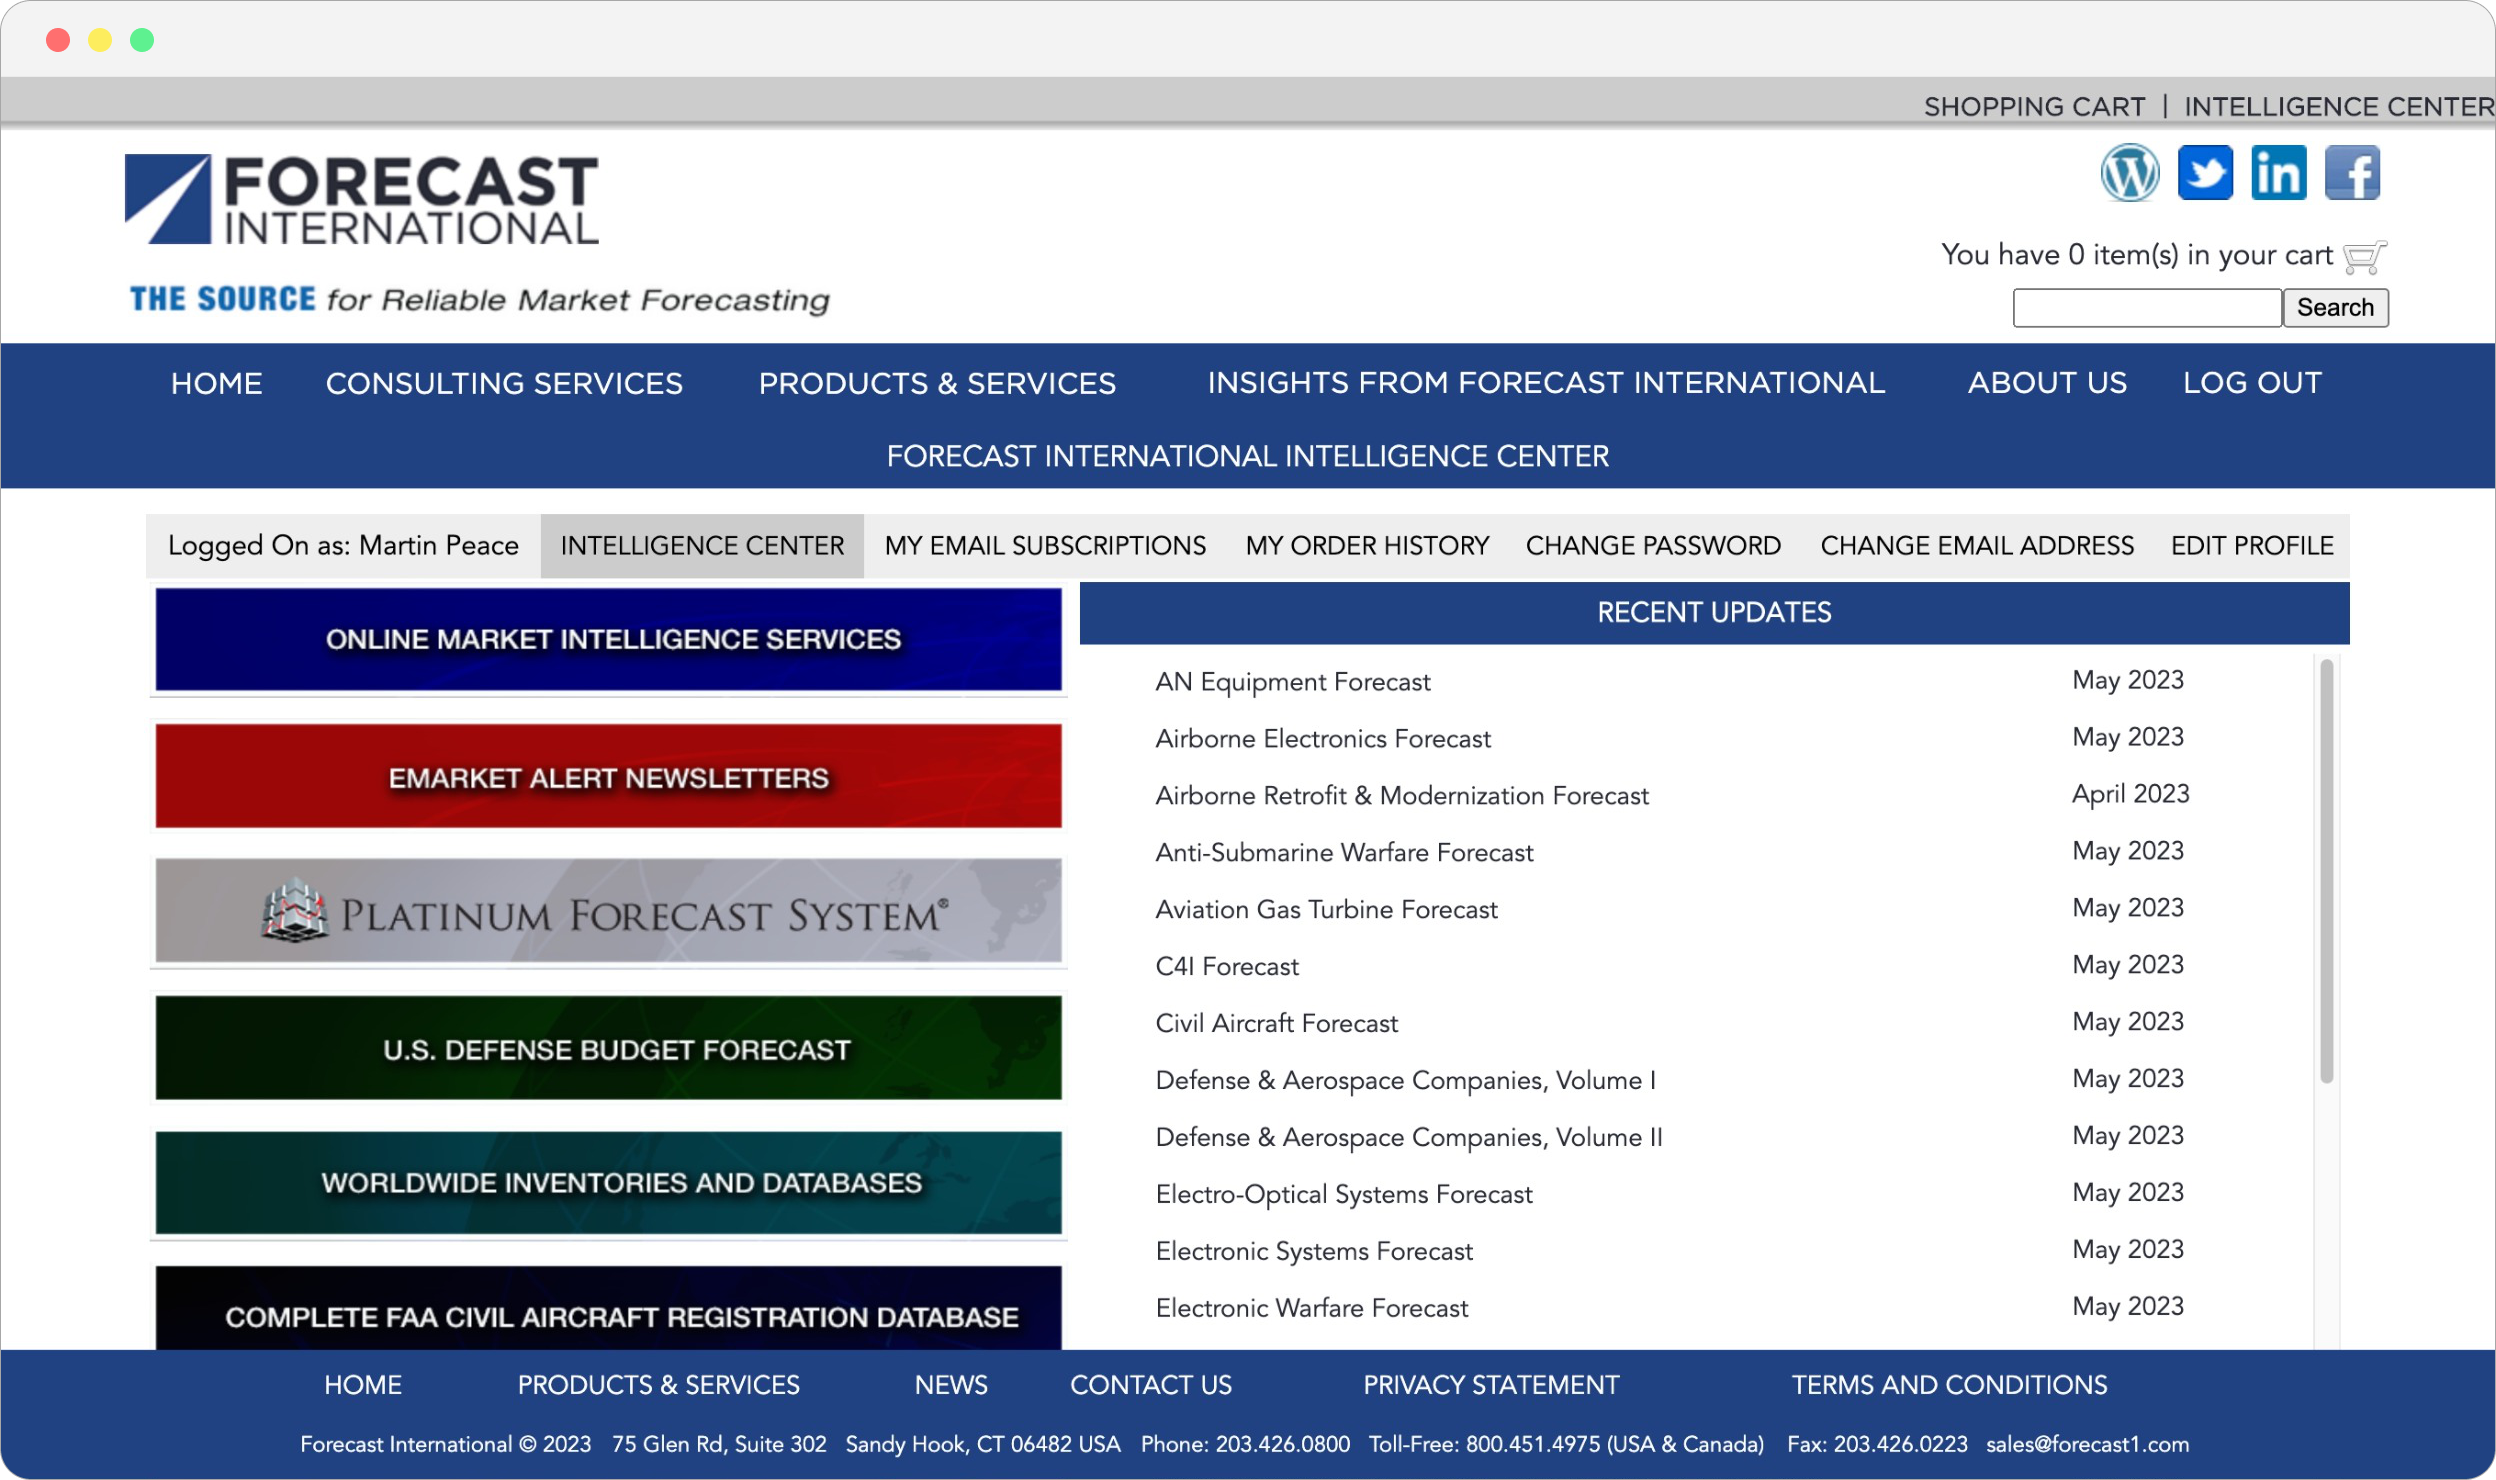 SHOPPING CART | INTELLIGENCE CENTER
FORECAST
INTERNATIONAL
THE SOURCE for Reliable Market Forecasting
You have 0 item(s) in your cart
Search
HOME CONSULTING SERVICES PRODUCTS & SERVICES INSIGHTS FROM FORECAST INTERNATIONAL ABOUT US LOG OUT
FORECAST INTERNATIONAL INTELLIGENCE CENTER
Logged On as: Martin Peace INTELLIGENCE CENTER MY EMAIL SUBSCRIPTIONS MY ORDER HISTORY CHANGE PASSWORD CHANGE EMAIL ADDRESS EDIT PROFILE
ONLINE MARKET INTELLIGENCE SERVICES
EMARKET ALERT NEWSLETTERS
PLATINUM FORECAST SYSTEM®
U.S. DEFENSE BUDGET FORECAST
WORLDWIDE INVENTORIES AND DATABASES
COMPLETE FAA CIVIL AIRCRAFT REGISTRATION DATABASE
RECENT UPDATES
AN Equipment Forecast May 2023
Airborne Electronics Forecast May 2023
Airborne Retrofit & Modernization Forecast April 2023
Anti-Submarine Warfare Forecast May 2023
Aviation Gas Turbine Forecast May 2023
C4I Forecast May 2023
Civil Aircraft Forecast May 2023
Defense & Aerospace Companies, Volume I May 2023
Defense & Aerospace Companies, Volume II May 2023
Electro-Optical Systems Forecast May 2023
Electronic Systems Forecast May 2023
Electronic Warfare Forecast May 2023
HOME PRODUCTS & SERVICES NEWS CONTACT US PRIVACY STATEMENT TERMS AND CONDITIONS
Forecast International © 2023 75 Glen Rd, Suite 302 Sandy Hook, CT 06482 USA Phone: 203.426.0800 Toll-Free: 800.451.4975 (USA & Canada) Fax: 203.426.0223 sales@forecast1.com